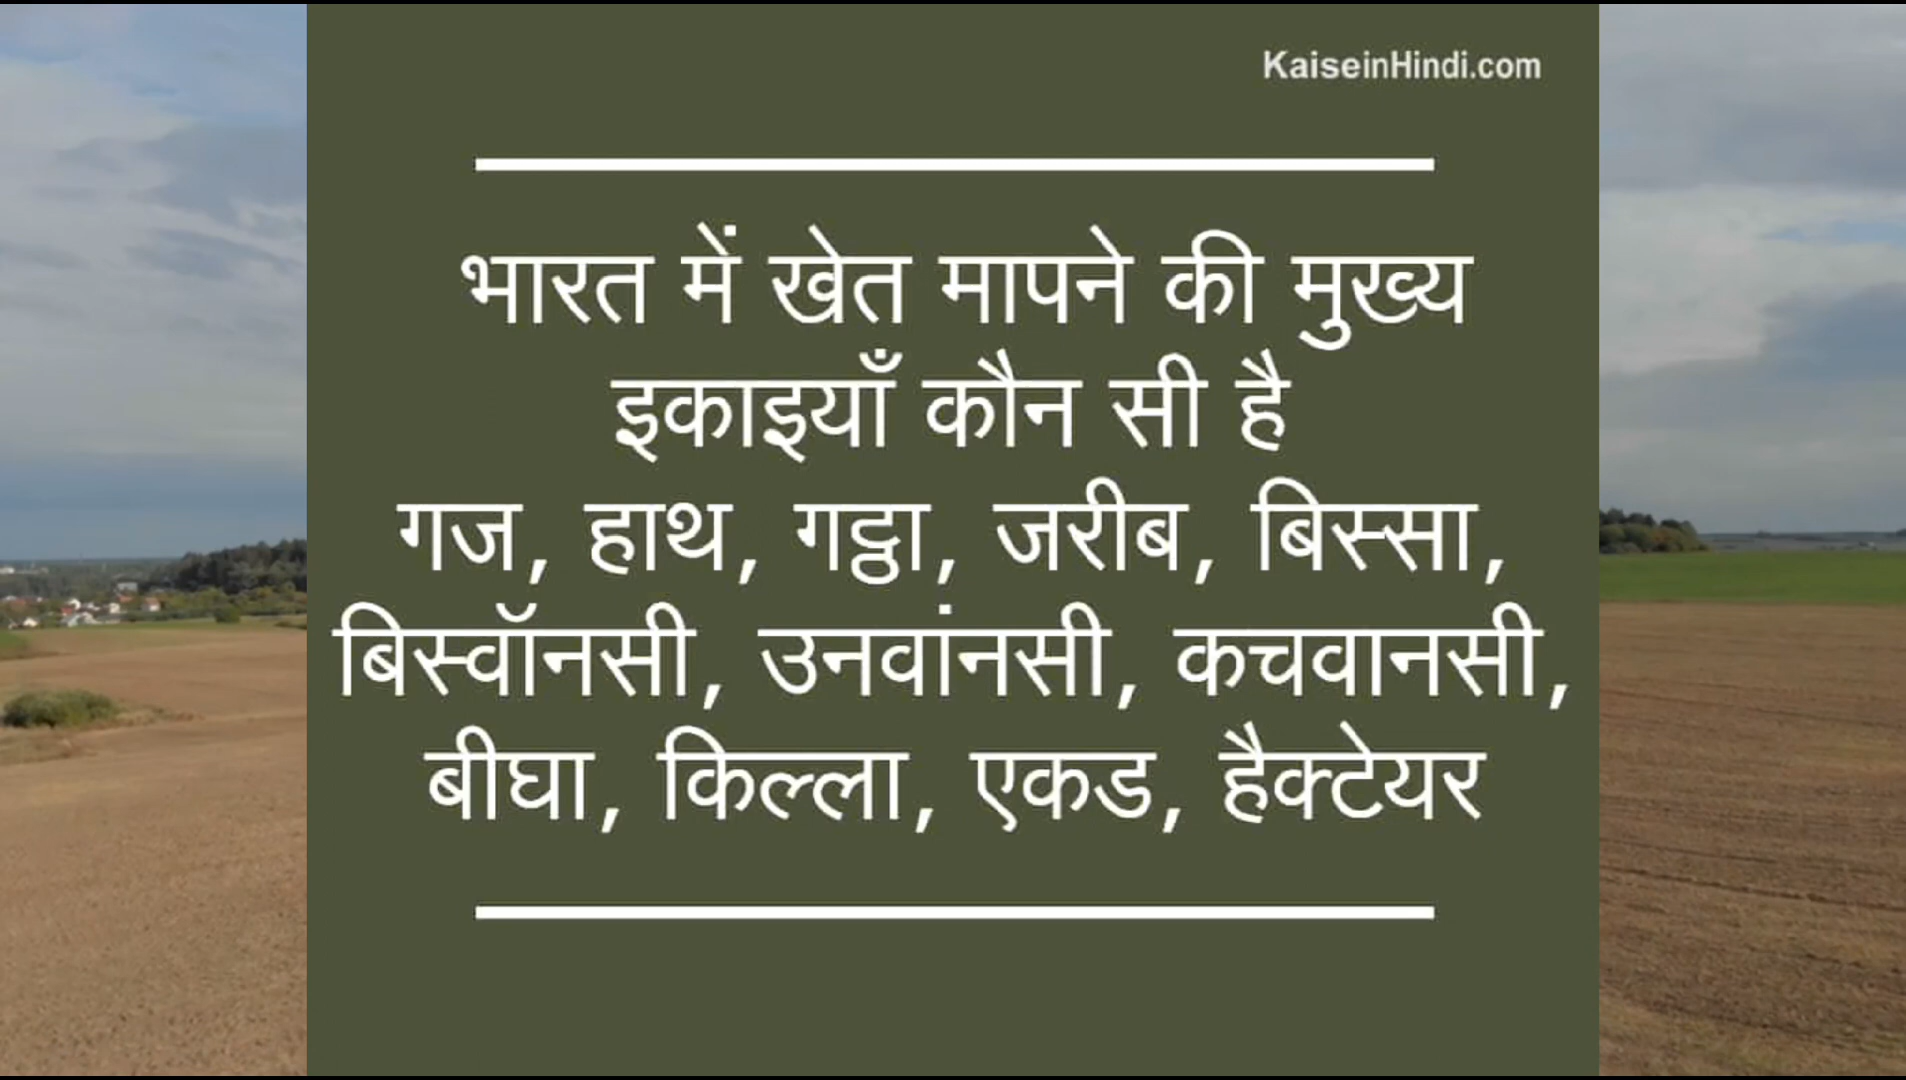 KaiseinHindi.com
भारत में खेत मापने की मुख्य
इकाइयाँ कौन सी है
गज, हाथ, गट्ठा, जरीब, बिस्सा,
बिस्वॉनसी, उनवांनसी, कचवानसी,
बीघा, किल्ला, एकड, हैक्टेयर